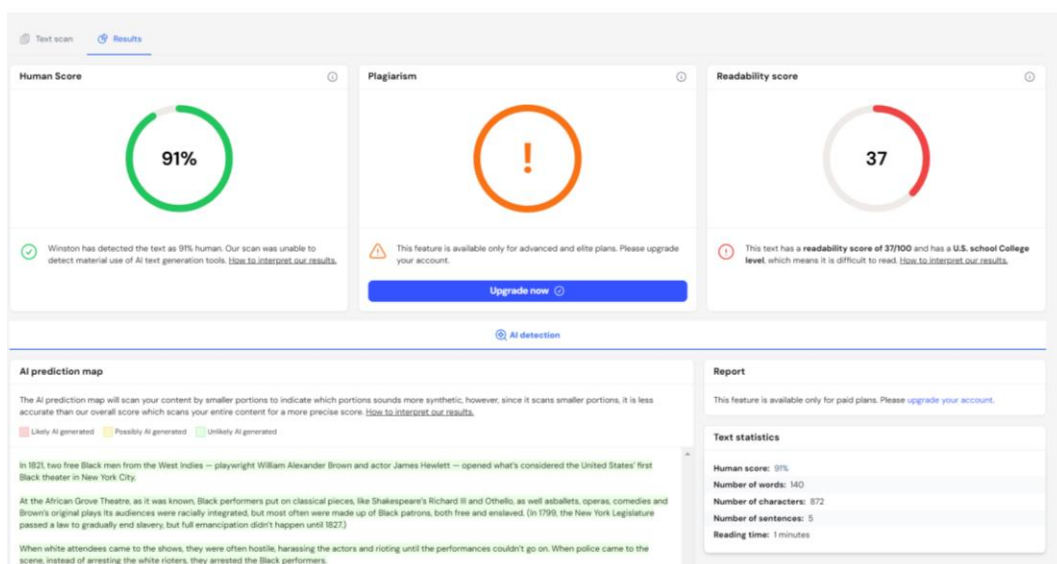 Text scan
Results
Human Score
Plagiarism
Readability score
91%
!
37
Winston has detected the text as 91% human. Our scan was unable to
detect material use of AI text generation tools. How to interpret our results.
This feature is available only for advanced and elite plans. Please upgrade
your account.
Upgrade now
This text has a readability score of 37/100 and has a U.S. school College
level, which means it is difficult to read. How to interpret our results.
AI detection
AI prediction map
The AI prediction map will scan your content by smaller portions to indicate which portions sounds more synthetic, however, since it scans smaller portions, it is less
accurate than our overall score which scans your entire content for a more precise score. How to interpret our results.
Likely AI generated
Possibly AI generated
Unlikely AI generated
In 1821, two free Black men from the West Indies — playwright William Alexander Brown and actor James Hewlett — opened what's considered the United States' first
Black theater in New York City.
At the African Grove Theatre, as it was known, Black performers put on classical pieces, like Shakespeare's Richard III and Othello, as well asballets, operas, comedies and
Brown's original plays Its audiences were racially integrated, but most often were made up of Black patrons, both free and enslaved. (In 1799, the New York Legislature
passed a law to gradually end slavery, but full emancipation didn't happen until 1827.)
When white attendees came to the shows, they were often hostile, harassing the actors and rioting until the performances couldn't go on. When police came to the
scene, instead of arresting the white rioters, they arrested the Black performers.
Report
This feature is available only for paid plans. Please upgrade your account.
Text statistics
Human score: 91%
Number of words: 140
Number of characters: 872
Number of sentences: 5
Reading time: 1 minutes